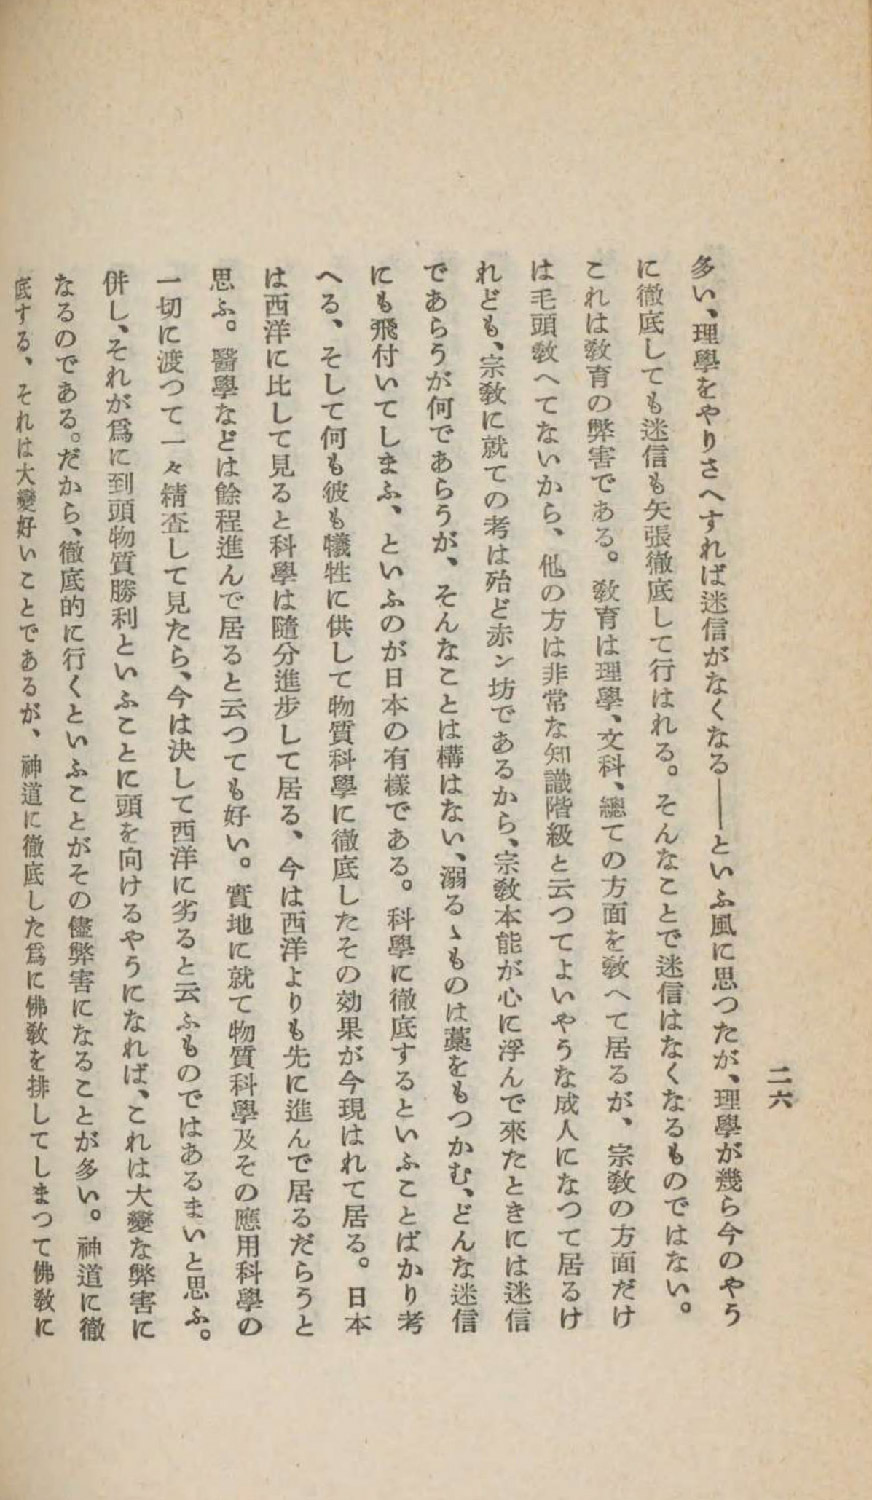 二六
多い、理學をやりさへすれば迷信がなくなる——といふ風に思つたが、理學が幾ら今のやう
に徹底しても迷信も矢張徹底して行はれる。そんなことで迷信はなくなるものではない。
これは敎育の弊害である。敎育は理學、文科、總ての方面を敎へて居るが、宗敎の方面だけ
は毛頭敎へてないから、他の方は非常な知識階級と云つてよいやうな成人になつて居るけ
れども、宗敎に就ての考は殆ど赤ン坊であるから、宗敎本能が心に浮んで來たときには迷信
であらうが何であらうが、そんなことは構はない、溺るゝものは藁をもつかむ、どんな迷信
にも飛付いてしまふ、といふのが日本の有樣である。科學に徹底するといふことばかり考
へる、そして何も彼も犧牲に供して物質科學に徹底したその効果が今現はれて居る。日本
は西洋に比して見ると科學は隨分進步して居る、今は西洋よりも先に進んで居るだらうと
思ふ。醫學などは餘程進んで居ると云つても好い。實地に就て物質科學及その應用科學の
一切に渡つて一々精査して見たら、今は決して西洋に劣ると云ふものではあるまいと思ふ。
併し、それが爲に到頭物質勝利といふことに頭を向けるやうになれば、これは大變な弊害に
なるのである。だから、徹底的に行くといふことがその儘弊害になることが多い。神道に徹
底する、それは大變好いことであるが、神道に徹底した爲に佛敎を排してしまつて佛敎に